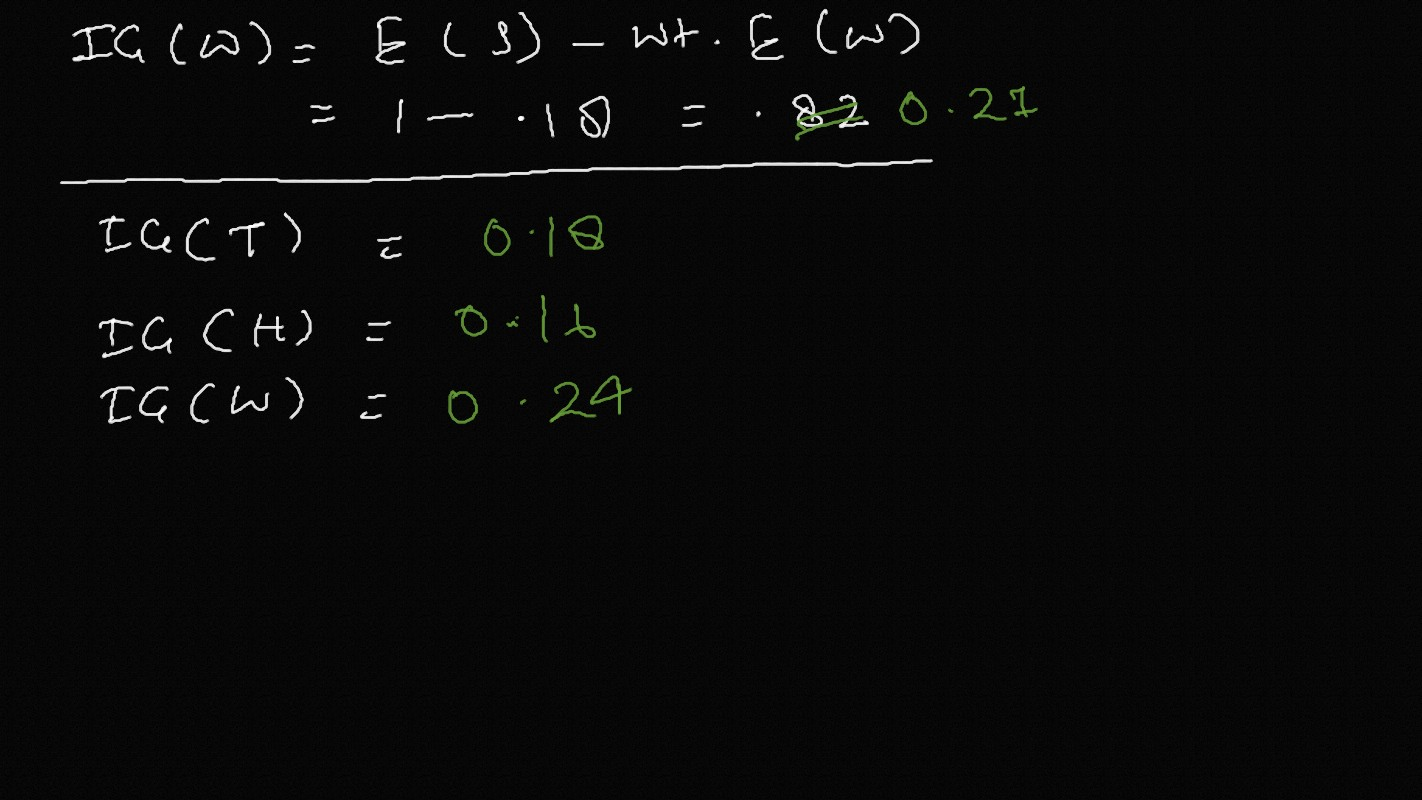 IG(W) = E(S) - wt. E(W)
= 1 - .18 = .82 0.27
IG(T) = 0.18
IG(H) = 0.16
IG(W) = 0.24